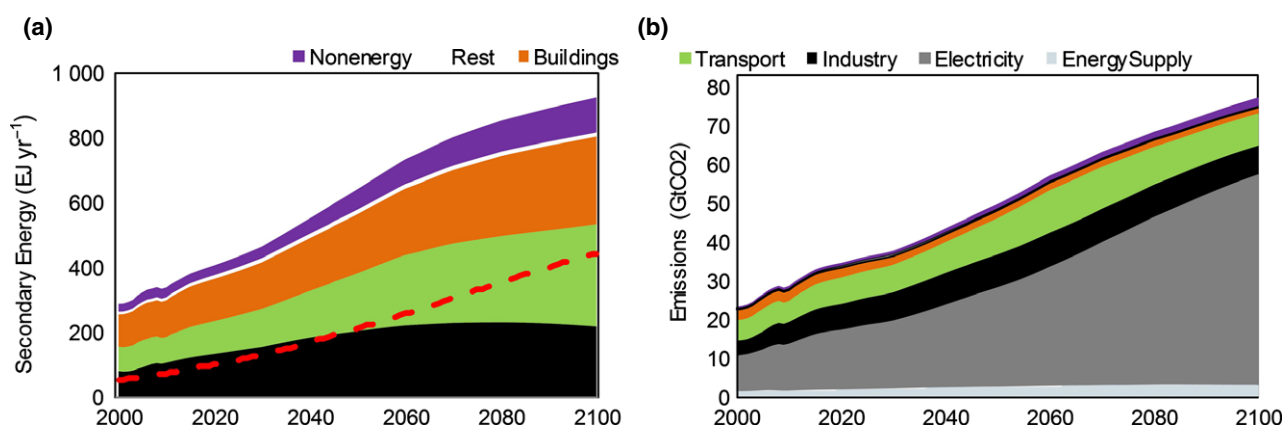 (a)
Nonenergy Rest Buildings
Secondary Energy (EJ yr⁻¹)
1 000
800
600
400
200
0
2000 2020 2040 2060 2080 2100
(b)
Transport Industry Electricity EnergySupply
Emissions (GtCO2)
80
70
60
50
40
30
20
10
0
2000 2020 2040 2060 2080 2100